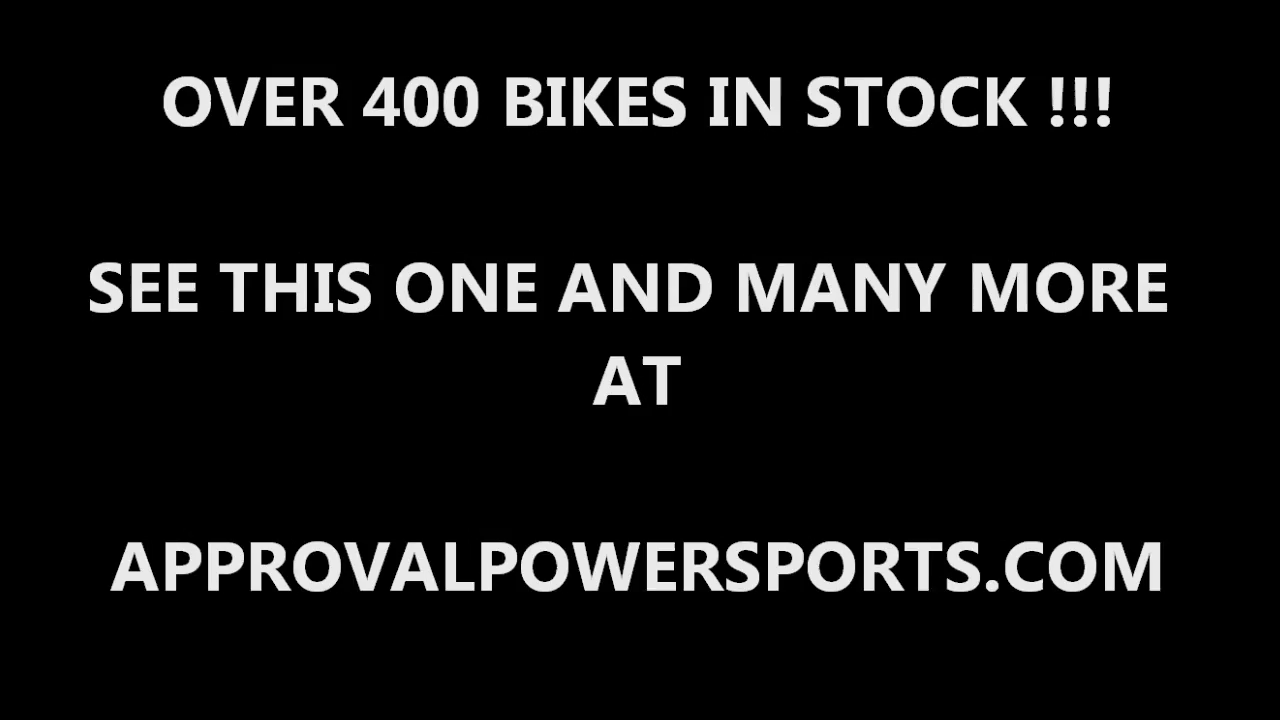 OVER 400 BIKES IN STOCK !!!
SEE THIS ONE AND MANY MORE
AT
APPROVALPOWERSPORTS.COM